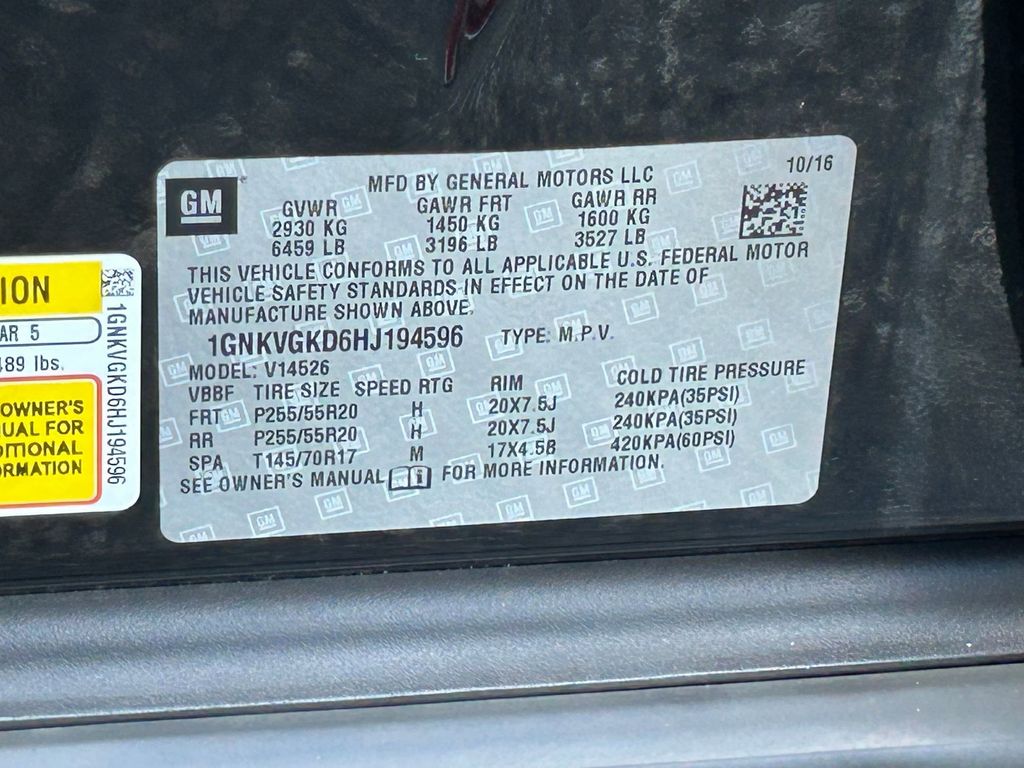 10/16
GM
MFD BY GENERAL MOTORS LLC
GVWR GAWR FRT GAWR RR
2930 KG 1450 KG 1600 KG
6459 LB 3196 LB 3527 LB
THIS VEHICLE CONFORMS TO ALL APPLICABLE U.S. FEDERAL MOTOR
VEHICLE SAFETY STANDARDS IN EFFECT ON THE DATE OF
MANUFACTURE SHOWN ABOVE.
1GNKVGKD6HJ194596 TYPE: M.P.V.
MODEL: V14526
VBBF TIRE SIZE SPEED RTG RIM COLD TIRE PRESSURE
FRT P255/55R20 H 20X7.5J 240KPA(35PSI)
RR P255/55R20 H 20X7.5J 240KPA(35PSI)
SPA T145/70R17 M 17X4.5B 420KPA(60PSI)
SEE OWNER'S MANUAL FOR MORE INFORMATION.
ION
AR 5
489 lbs.
OWNER'S
UAL FOR
DITIONAL
ORMATION
1GNKVGKD6HJ194596